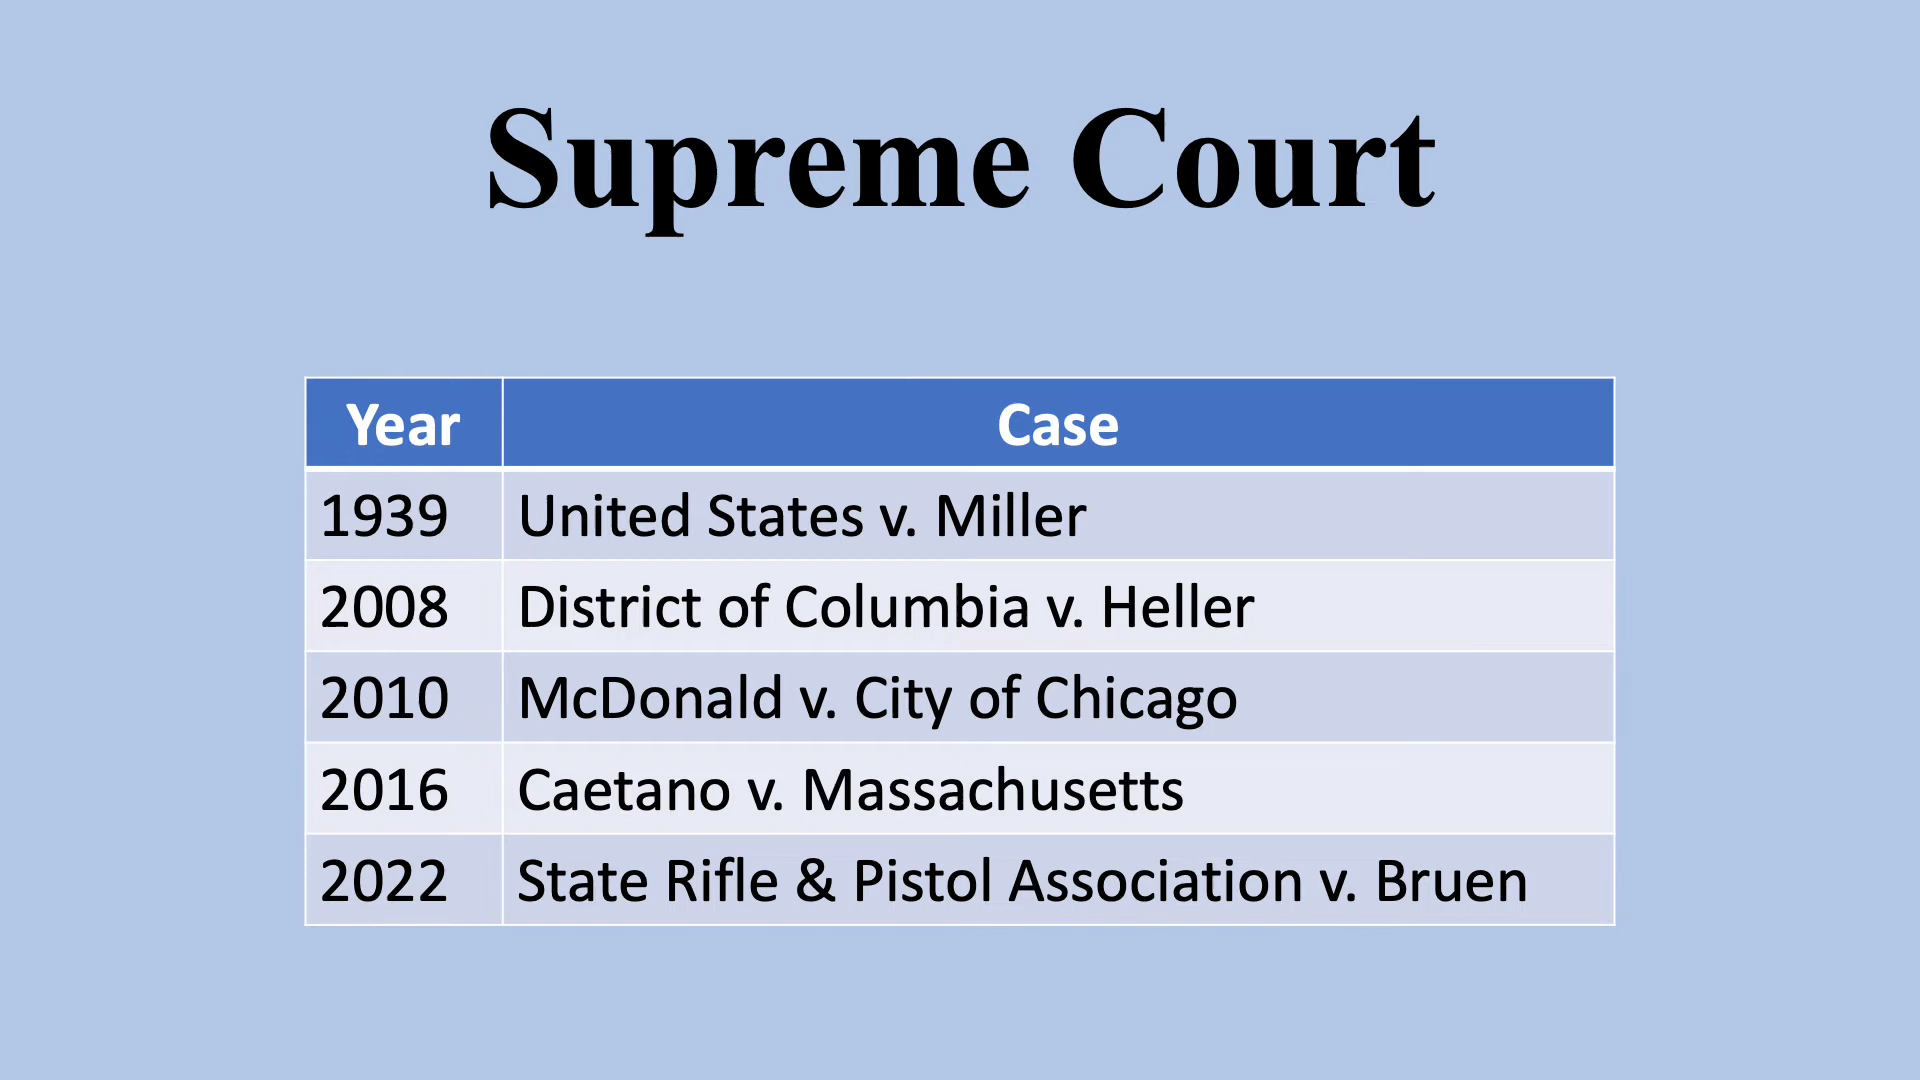 Supreme Court
Year Case
1939 United States v. Miller
2008 District of Columbia v. Heller
2010 McDonald v. City of Chicago
2016 Caetano v. Massachusetts
2022 State Rifle & Pistol Association v. Bruen